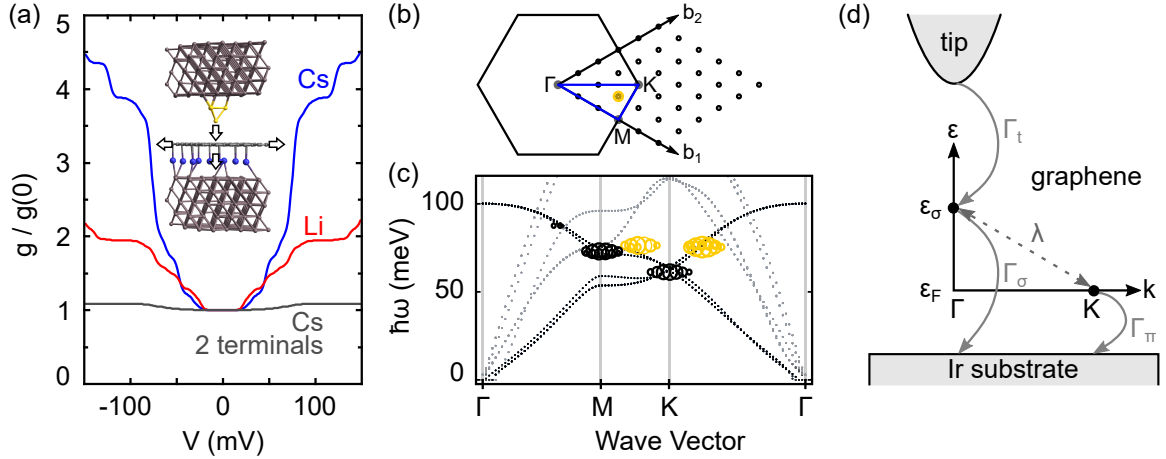 (a)
5
4
3
2
1
0
g / g(0)
-100
0
100
V (mV)
Cs
Li
Cs
2 terminals
(b)
b₂
Γ
K
M
b₁
(c)
100
50
0
ħω (meV)
Γ
M
K
Γ
Wave Vector
(d)
tip
Γt
ε
graphene
εσ
λ
Γσ
εF
Γ
K
k
Γπ
Ir substrate